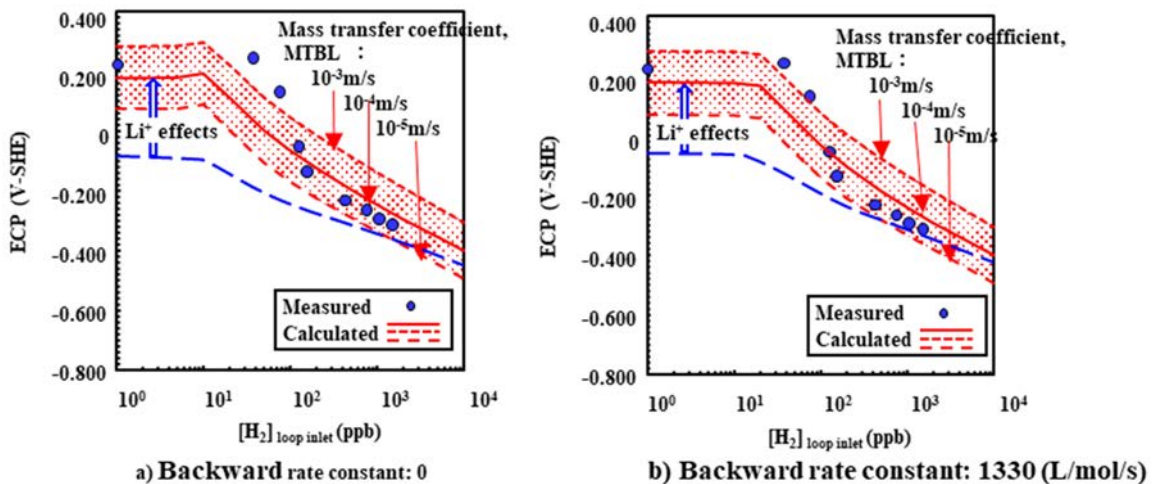 0.400
0.200
0
-0.200
-0.400
-0.600
-0.800
ECP (V-SHE)
Mass transfer coefficient,
MTBL :
10⁻³m/s
10⁻⁴m/s
10⁻⁵m/s
Li⁺ effects
Measured
Calculated
10⁰ 10¹ 10² 10³ 10⁴
[H₂] loop inlet (ppb)
a) Backward rate constant: 0
0.400
0.200
0
-0.200
-0.400
-0.600
-0.800
ECP (V-SHE)
Mass transfer coefficient,
MTBL :
10⁻³m/s
10⁻⁴m/s
10⁻⁵m/s
Li⁺ effects
Measured
Calculated
10⁰ 10¹ 10² 10³ 10⁴
[H₂] loop inlet (ppb)
b) Backward rate constant: 1330 (L/mol/s)